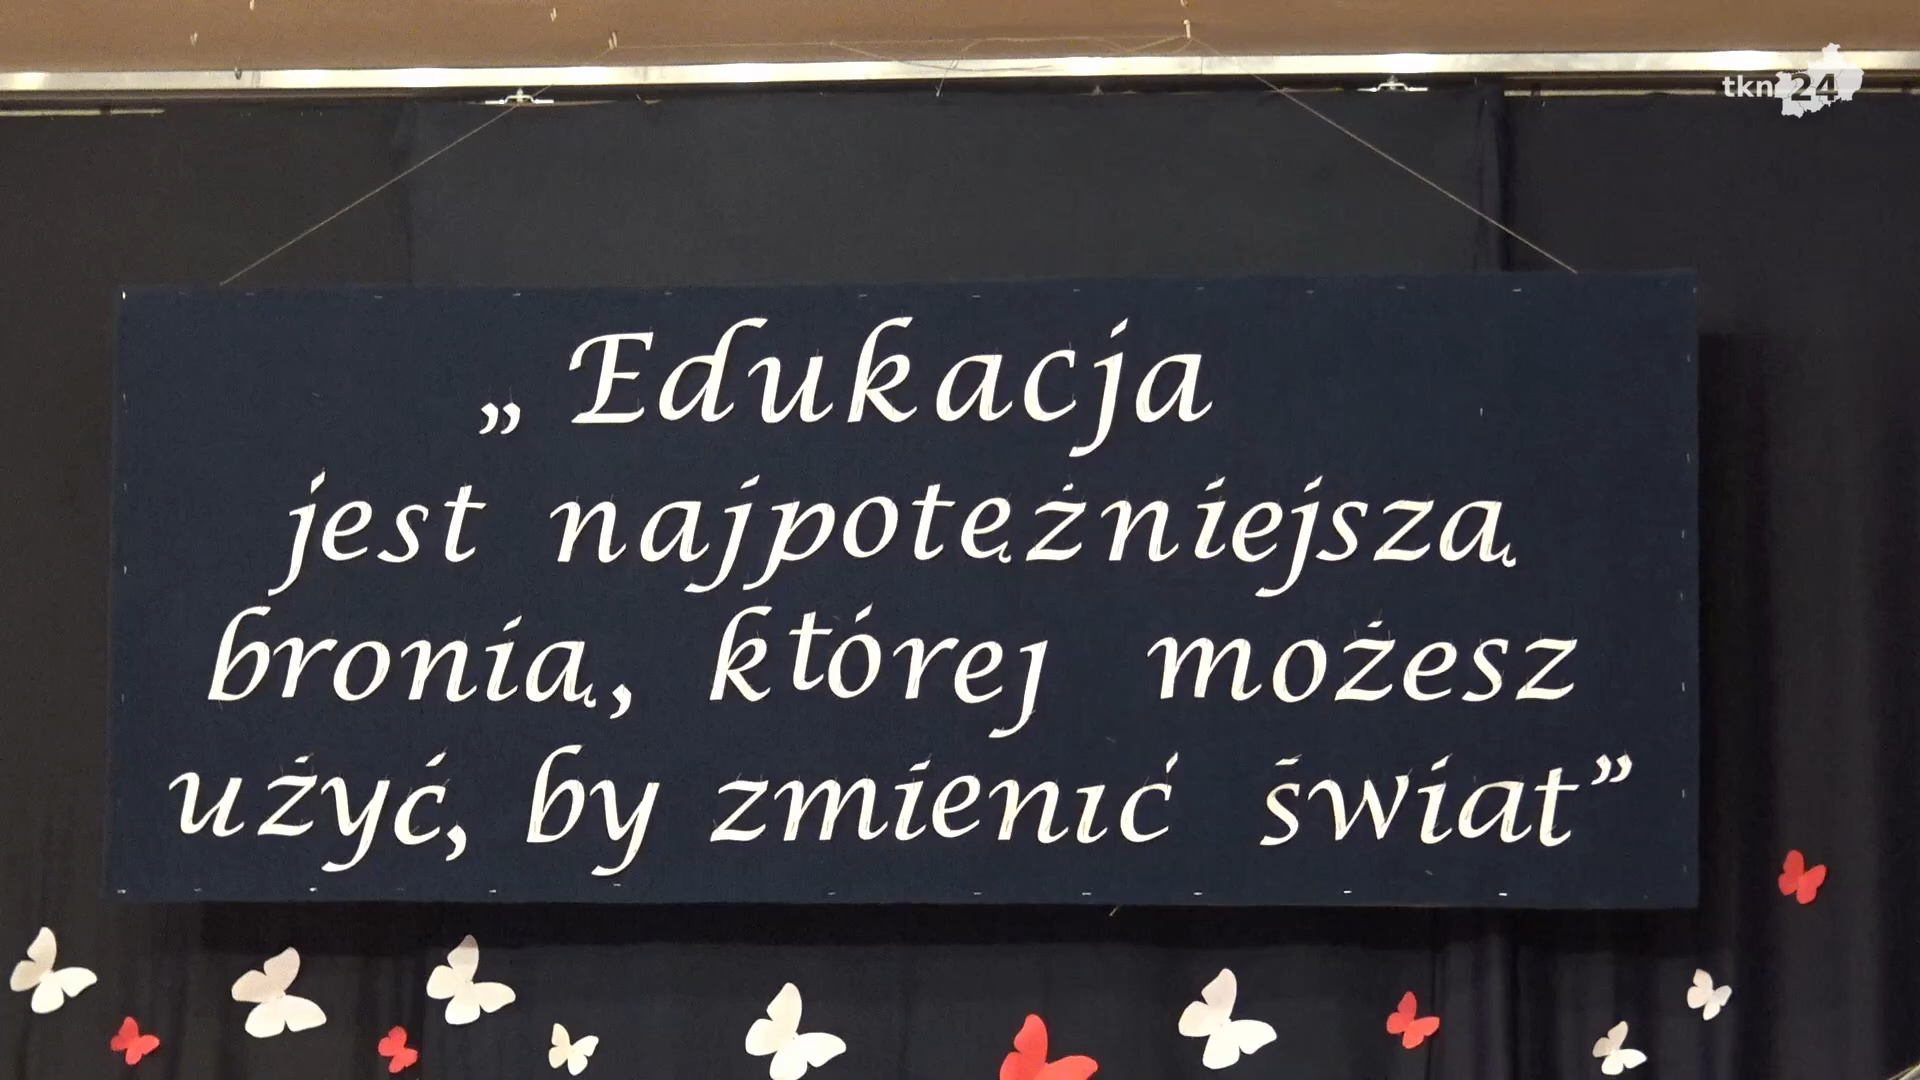 tkn24
„Edukacja
jest najpotężniejszą
bronią, której możesz
użyć, by zmienić świat”